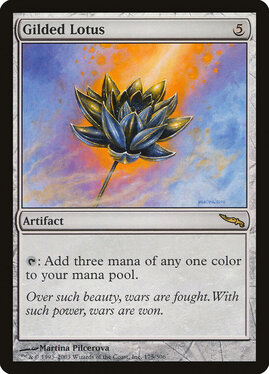 Gilded Lotus 5
Artifact
: Add three mana of any one color
to your mana pool.
Over such beauty, wars are fought. With
such power, wars are won.
Martina Pilcerova
™ & © 1993–2003 Wizards of the Coast, Inc. 175/306